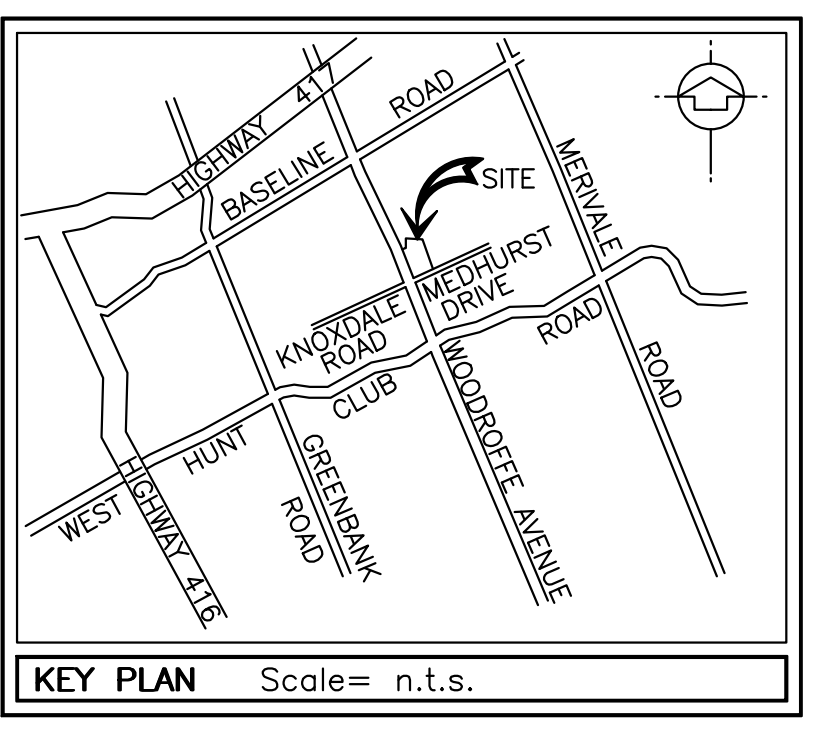 HIGHWAY 417
BASELINE ROAD
SITE
MERIVALE ROAD
MEDHURST
DRIVE
KNOXDALE
ROAD
WEST HUNT CLUB ROAD
WOODROFFE AVENUE
GREENBANK ROAD
HIGHWAY 416
KEY PLAN Scale= n.t.s.